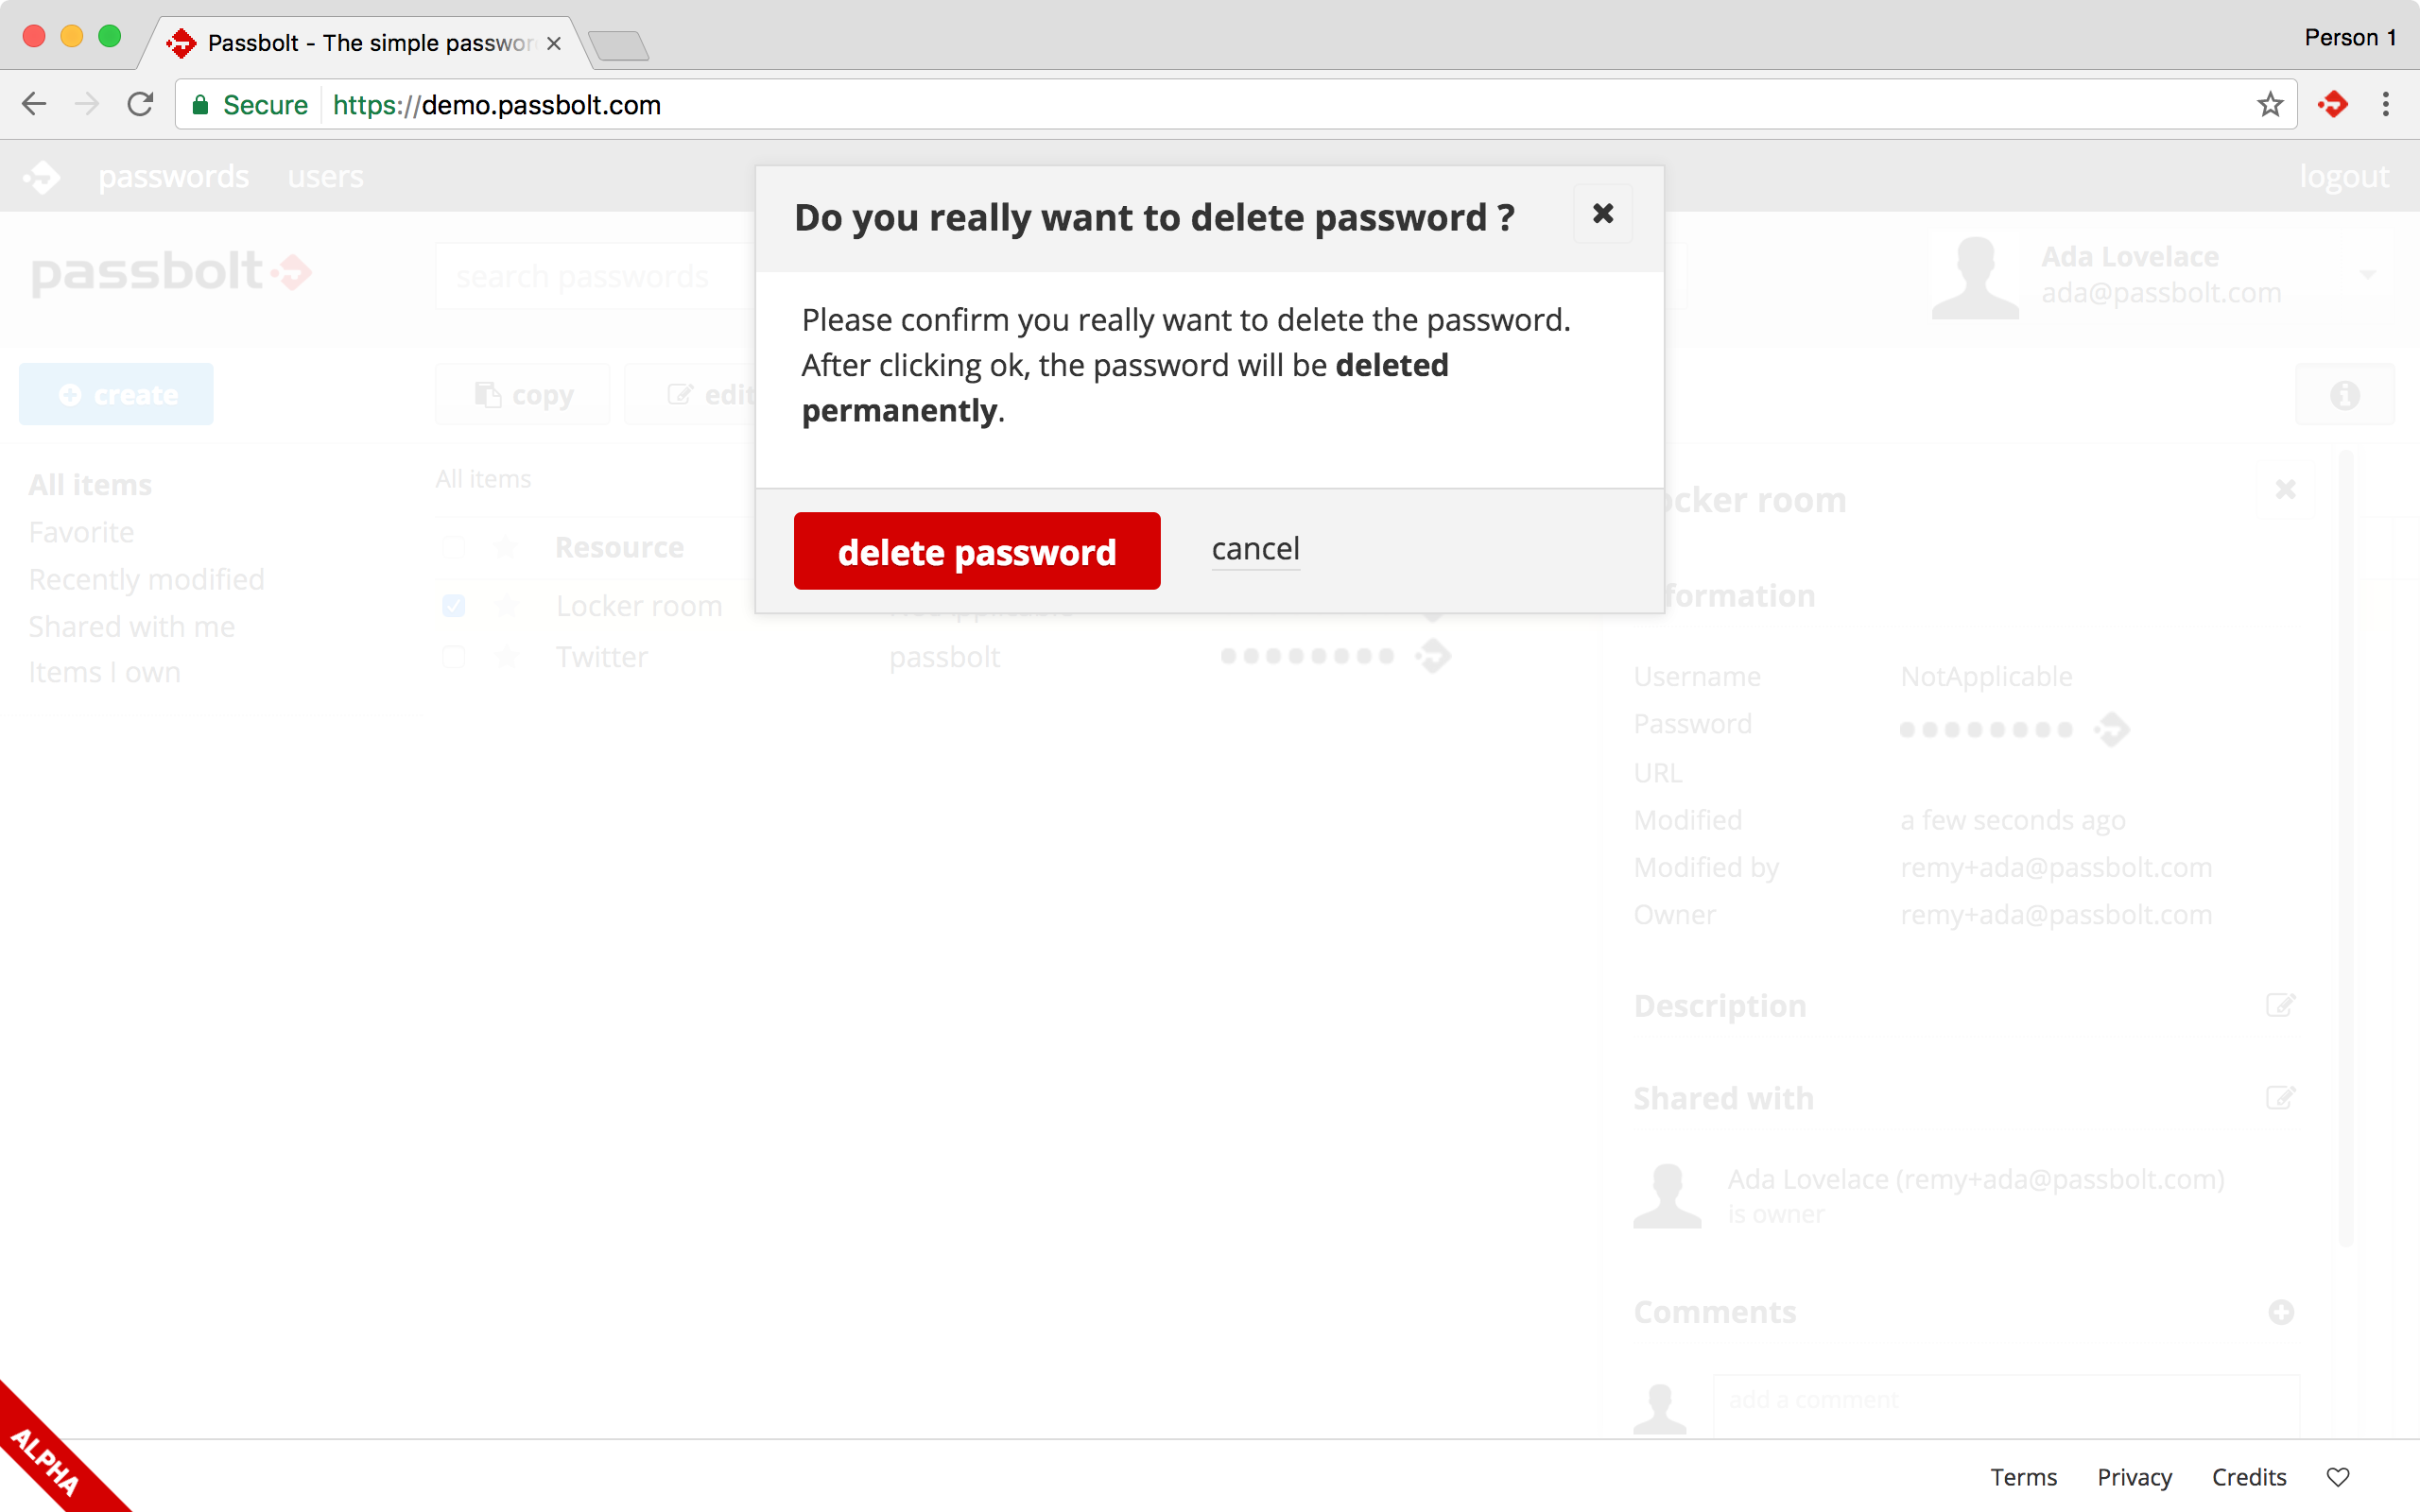 Passbolt - The simple passwor
Person 1
Secure https://demo.passbolt.com
passwords users logout
Do you really want to delete password ?
passbolt
search passwords
Ada Lovelace
ada@passbolt.com
Please confirm you really want to delete the password.
After clicking ok, the password will be deleted
permanently.
create
copy
edit
delete password
cancel
All items
Favorite
Recently modified
Shared with me
Items I own
All items
Resource
Locker room
Twitter passbolt
cker room
formation
Username NotApplicable
Password
URL
Modified a few seconds ago
Modified by remy+ada@passbolt.com
Owner remy+ada@passbolt.com
Description
Shared with
Ada Lovelace (remy+ada@passbolt.com)
is owner
Comments
add a comment
ALPHA
Terms Privacy Credits